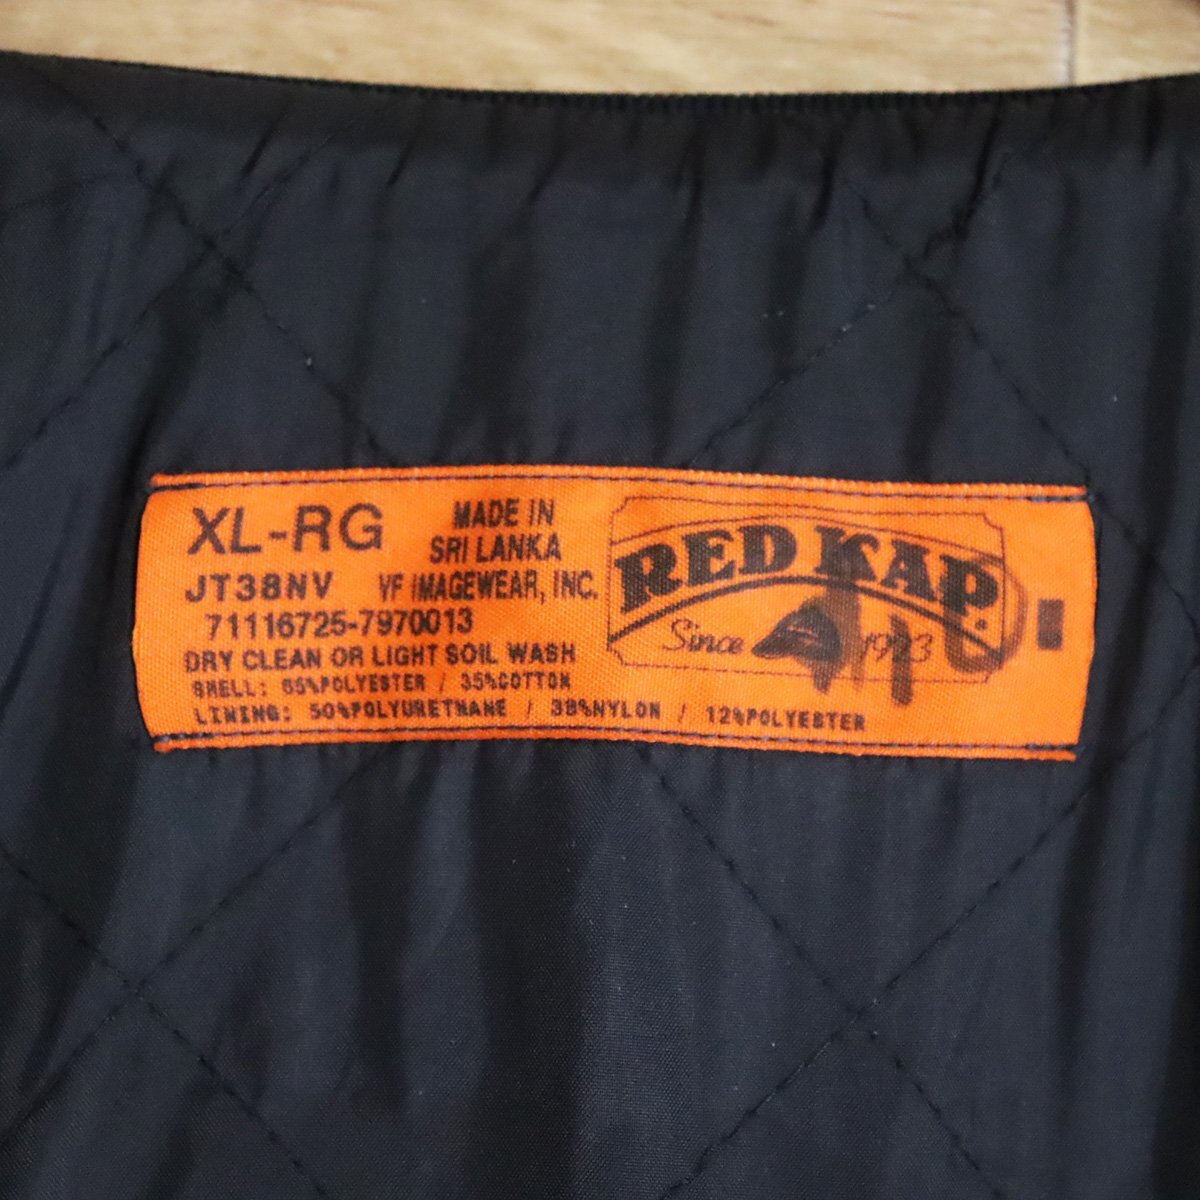 XL-RG
MADE IN
SRI LANKA
JT38NV VF IMAGEWEAR, INC.
71116725-7970013
DRY CLEAN OR LIGHT SOIL WASH
SHELL: 65%POLYESTER / 35%COTTON
LINING: 50%POLYURETHANE / 38%NYLON / 12%POLYESTER
RED KAP.
Since 1923